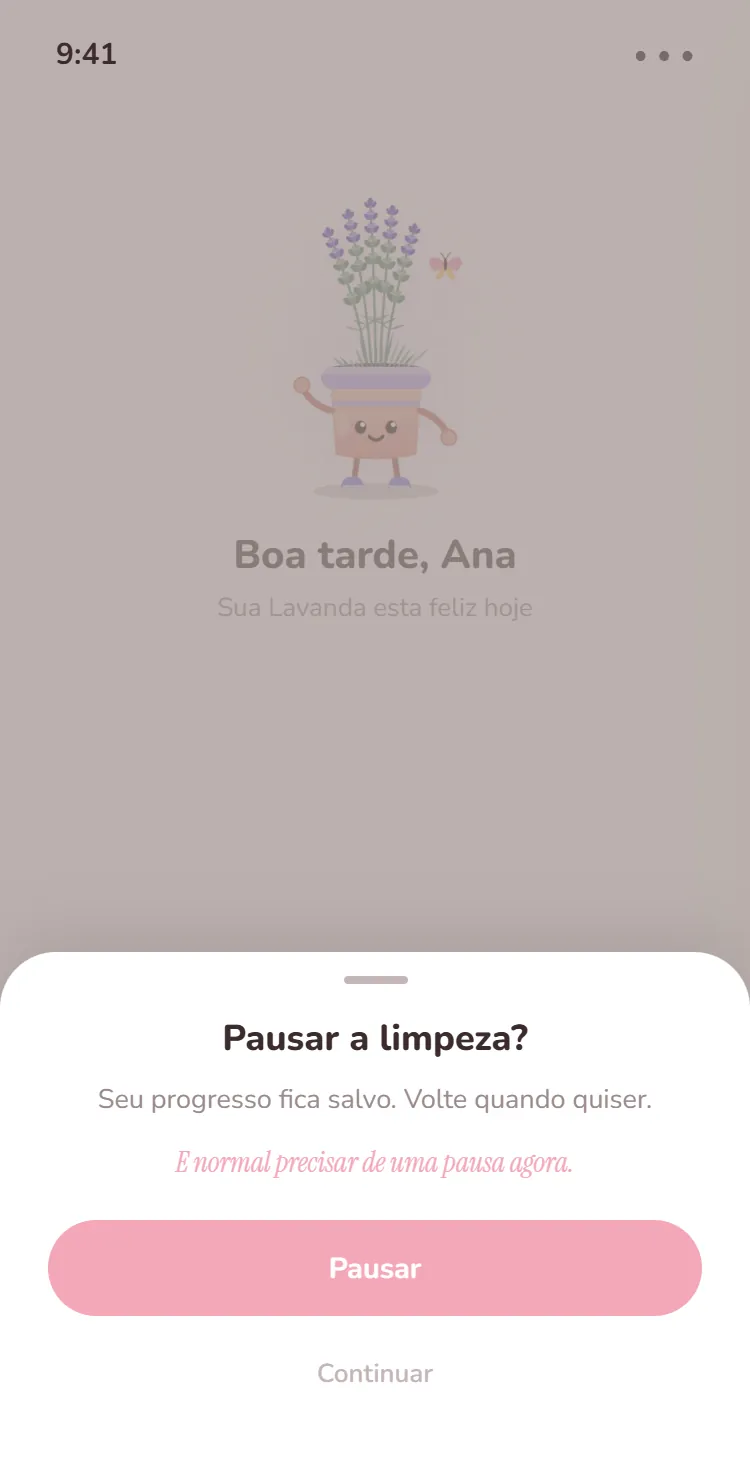 9:41
Boa tarde, Ana
Sua Lavanda esta feliz hoje
Pausar a limpeza?
Seu progresso fica salvo. Volte quando quiser.
E normal precisar de uma pausa agora.
Pausar
Continuar